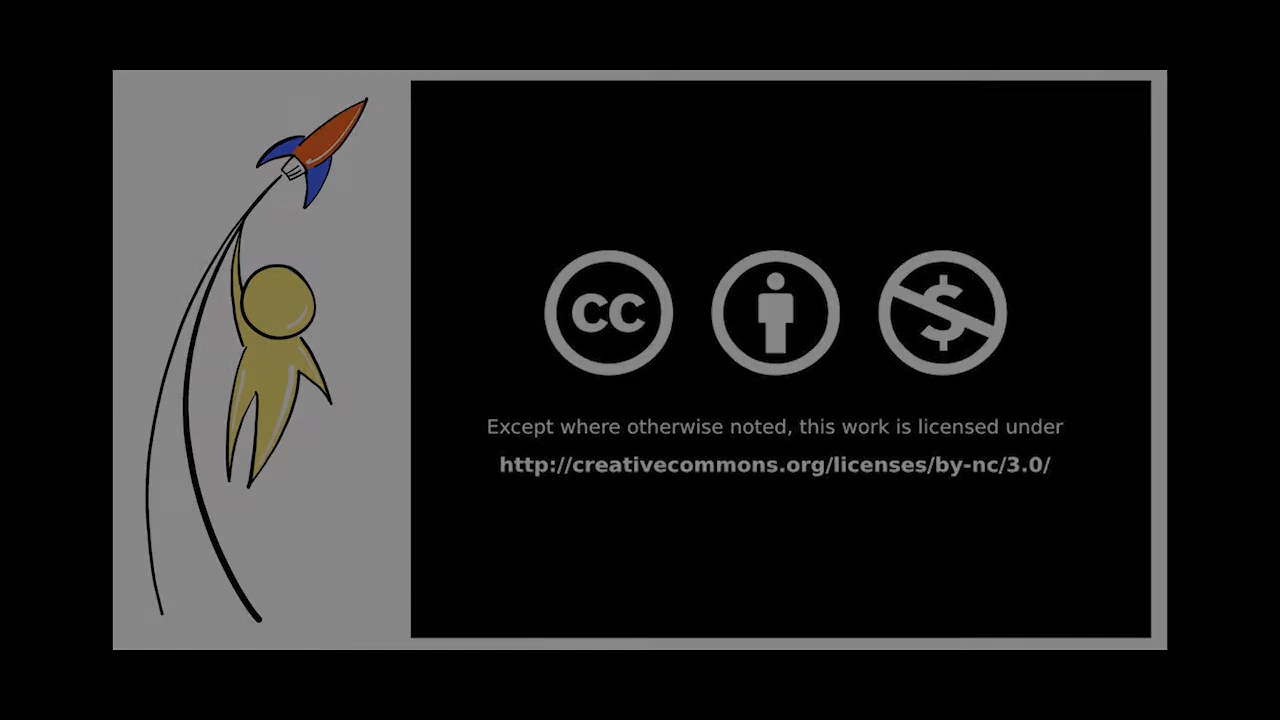 CC
$
Except where otherwise noted, this work is licensed under
http://creativecommons.org/licenses/by-nc/3.0/